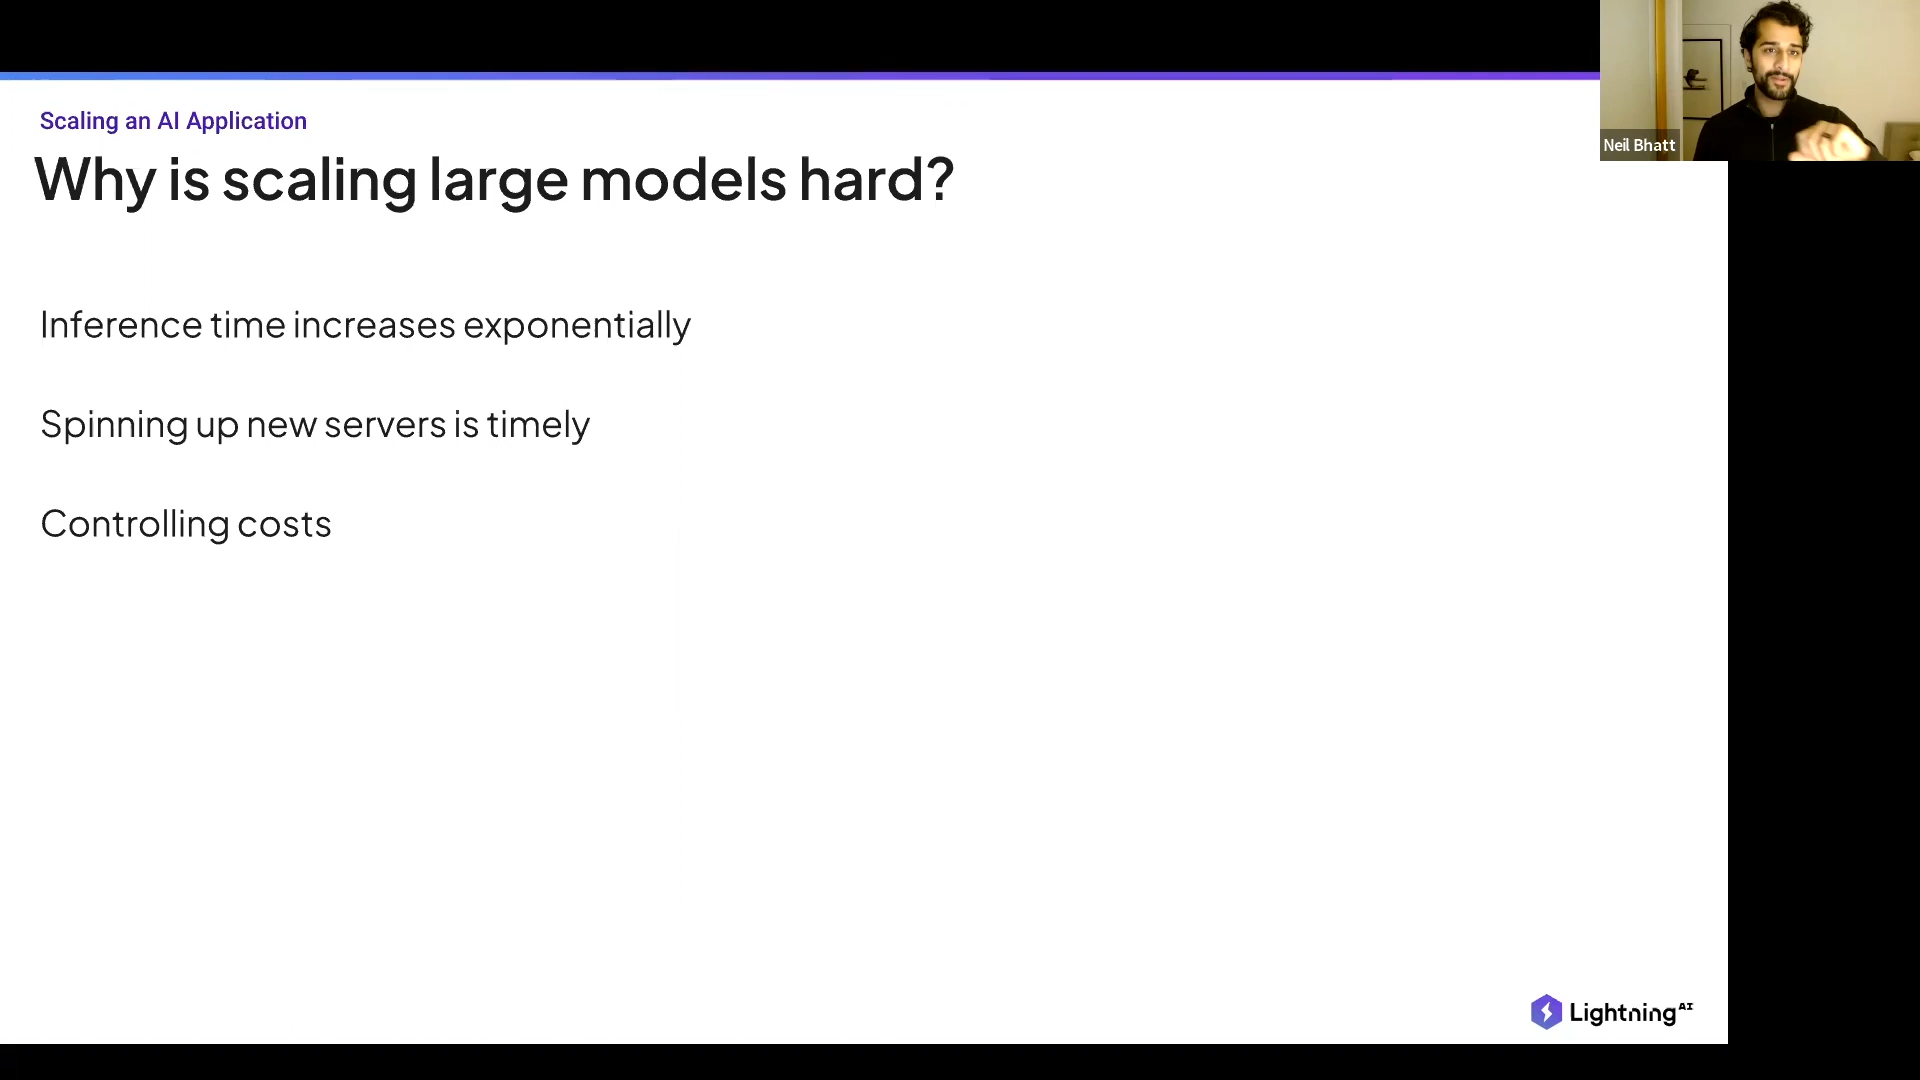 Scaling an AI Application
Why is scaling large models hard?
Inference time increases exponentially
Spinning up new servers is timely
Controlling costs
Neil Bhatt
Lightning AI